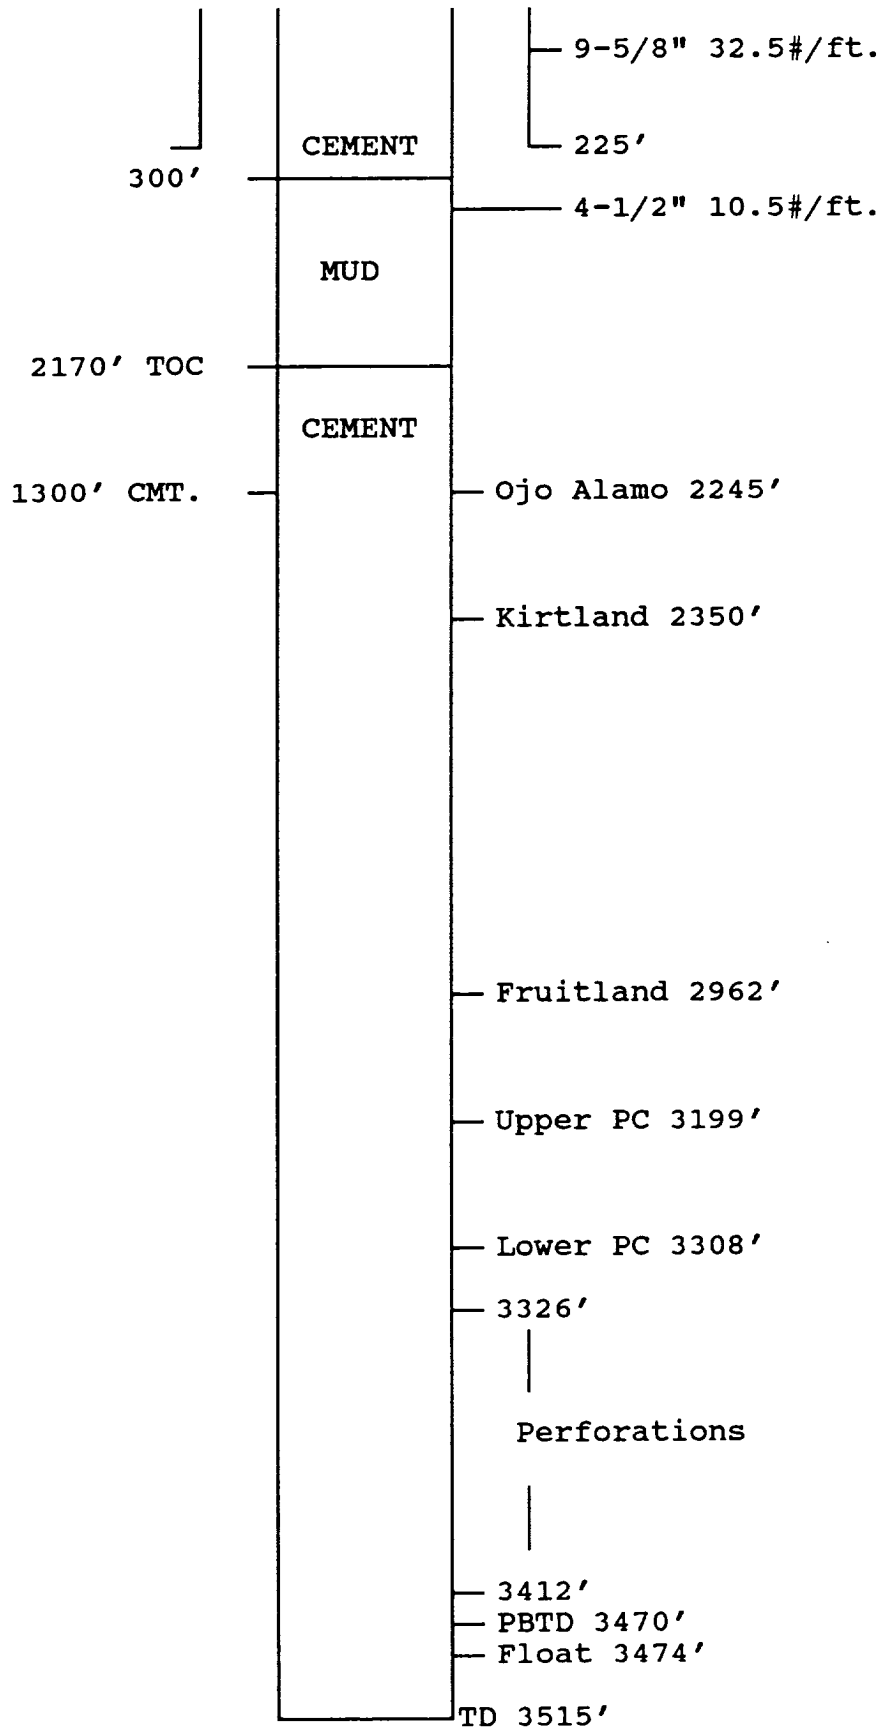 9-5/8" 32.5#/ft.
CEMENT
225'
300'
4-1/2" 10.5#/ft.
MUD
2170' TOC
CEMENT
1300' CMT.
Ojo Alamo 2245'
Kirtland 2350'
Fruitland 2962'
Upper PC 3199'
Lower PC 3308'
3326'
Perforations
3412'
PBTD 3470'
Float 3474'
TD 3515'